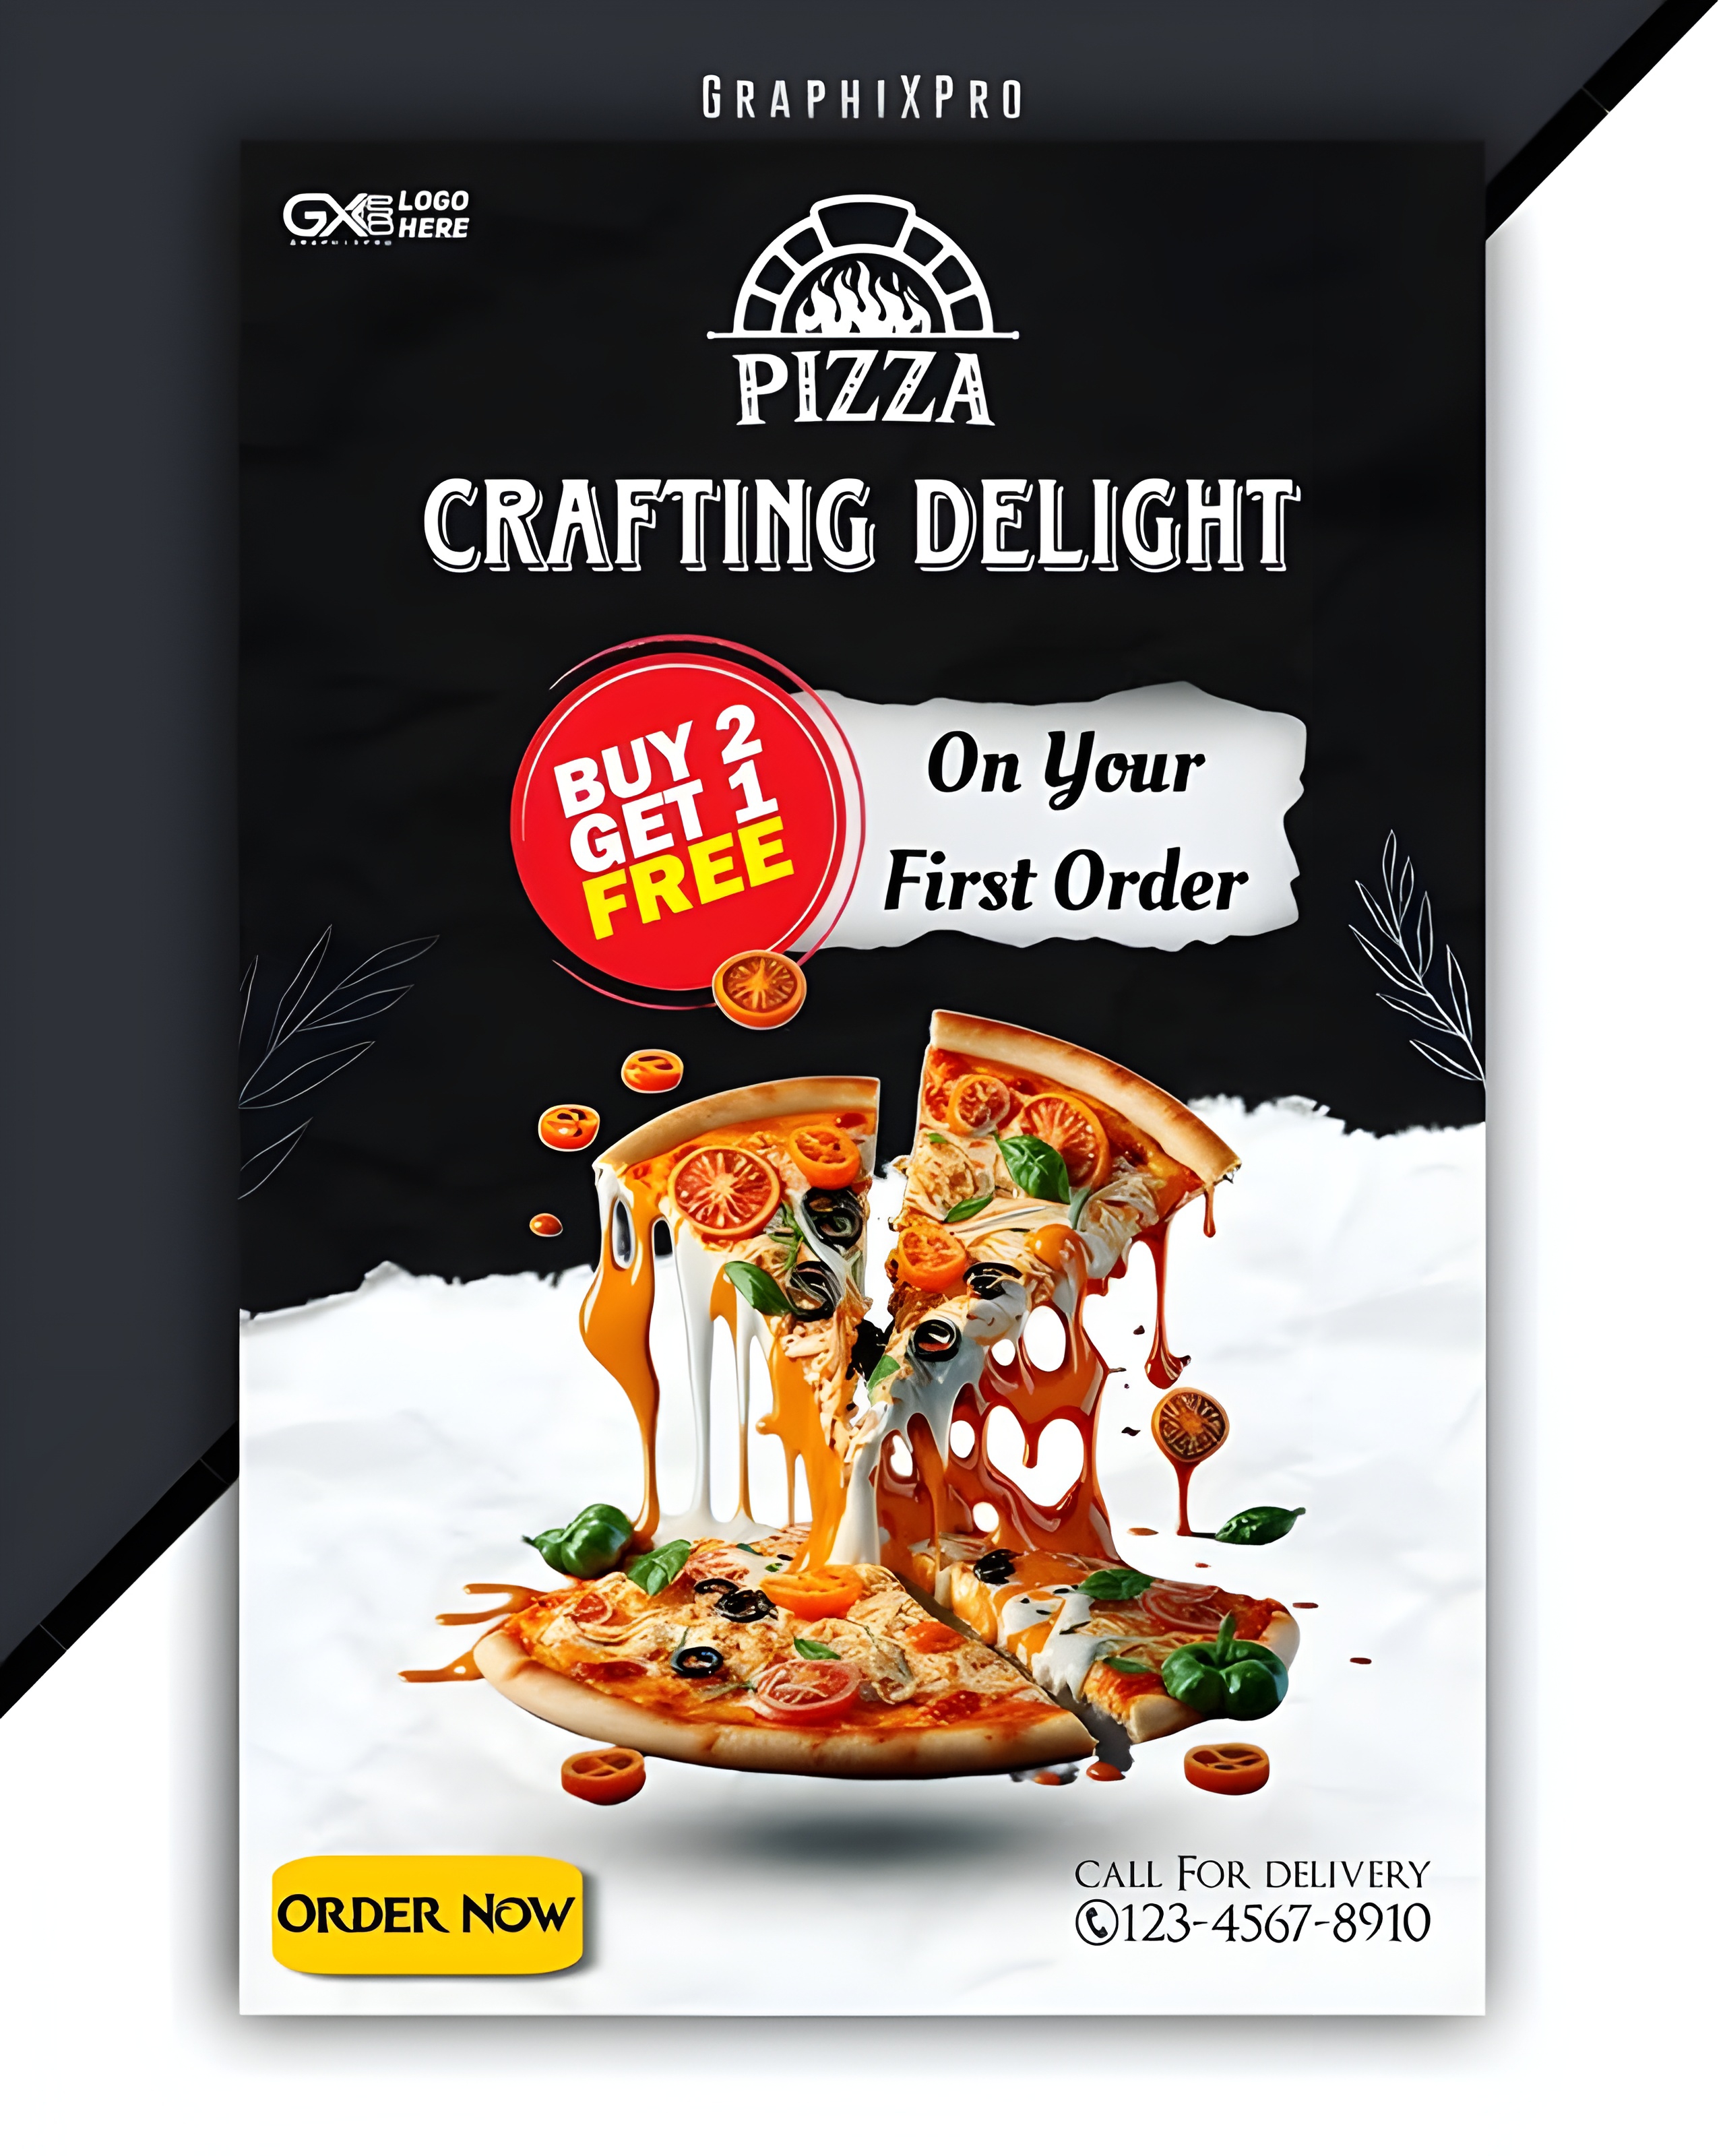 GRAPHIXPRO
GX LOGO
HERE
PIZZA
CRAFTING DELIGHT
BUY 2
GET 1
FREE
On Your
First Order
ORDER NOW
CALL FOR DELIVERY
123-4567-8910